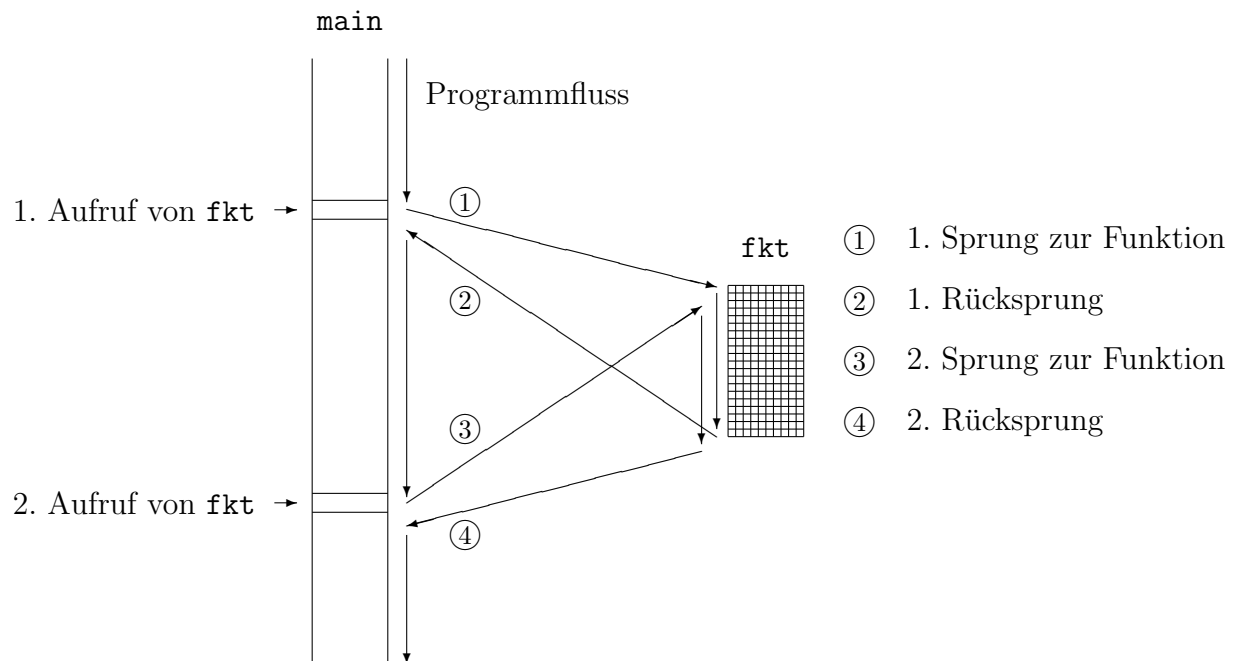 main
Programmfluss
1. Aufruf von fkt
①
fkt
① 1. Sprung zur Funktion
② 1. Rücksprung
②
③ 2. Sprung zur Funktion
④ 2. Rücksprung
③
2. Aufruf von fkt
④